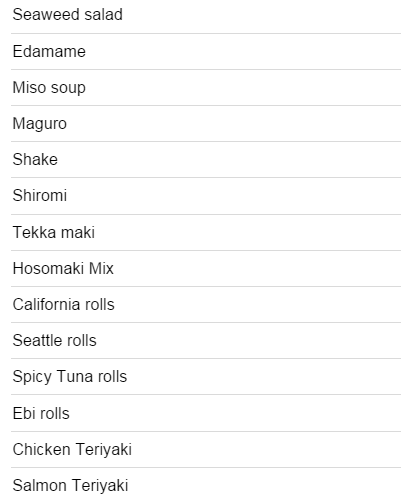 Seaweed salad
Edamame
Miso soup
Maguro
Shake
Shiromi
Tekka maki
Hosomaki Mix
California rolls
Seattle rolls
Spicy Tuna rolls
Ebi rolls
Chicken Teriyaki
Salmon Teriyaki